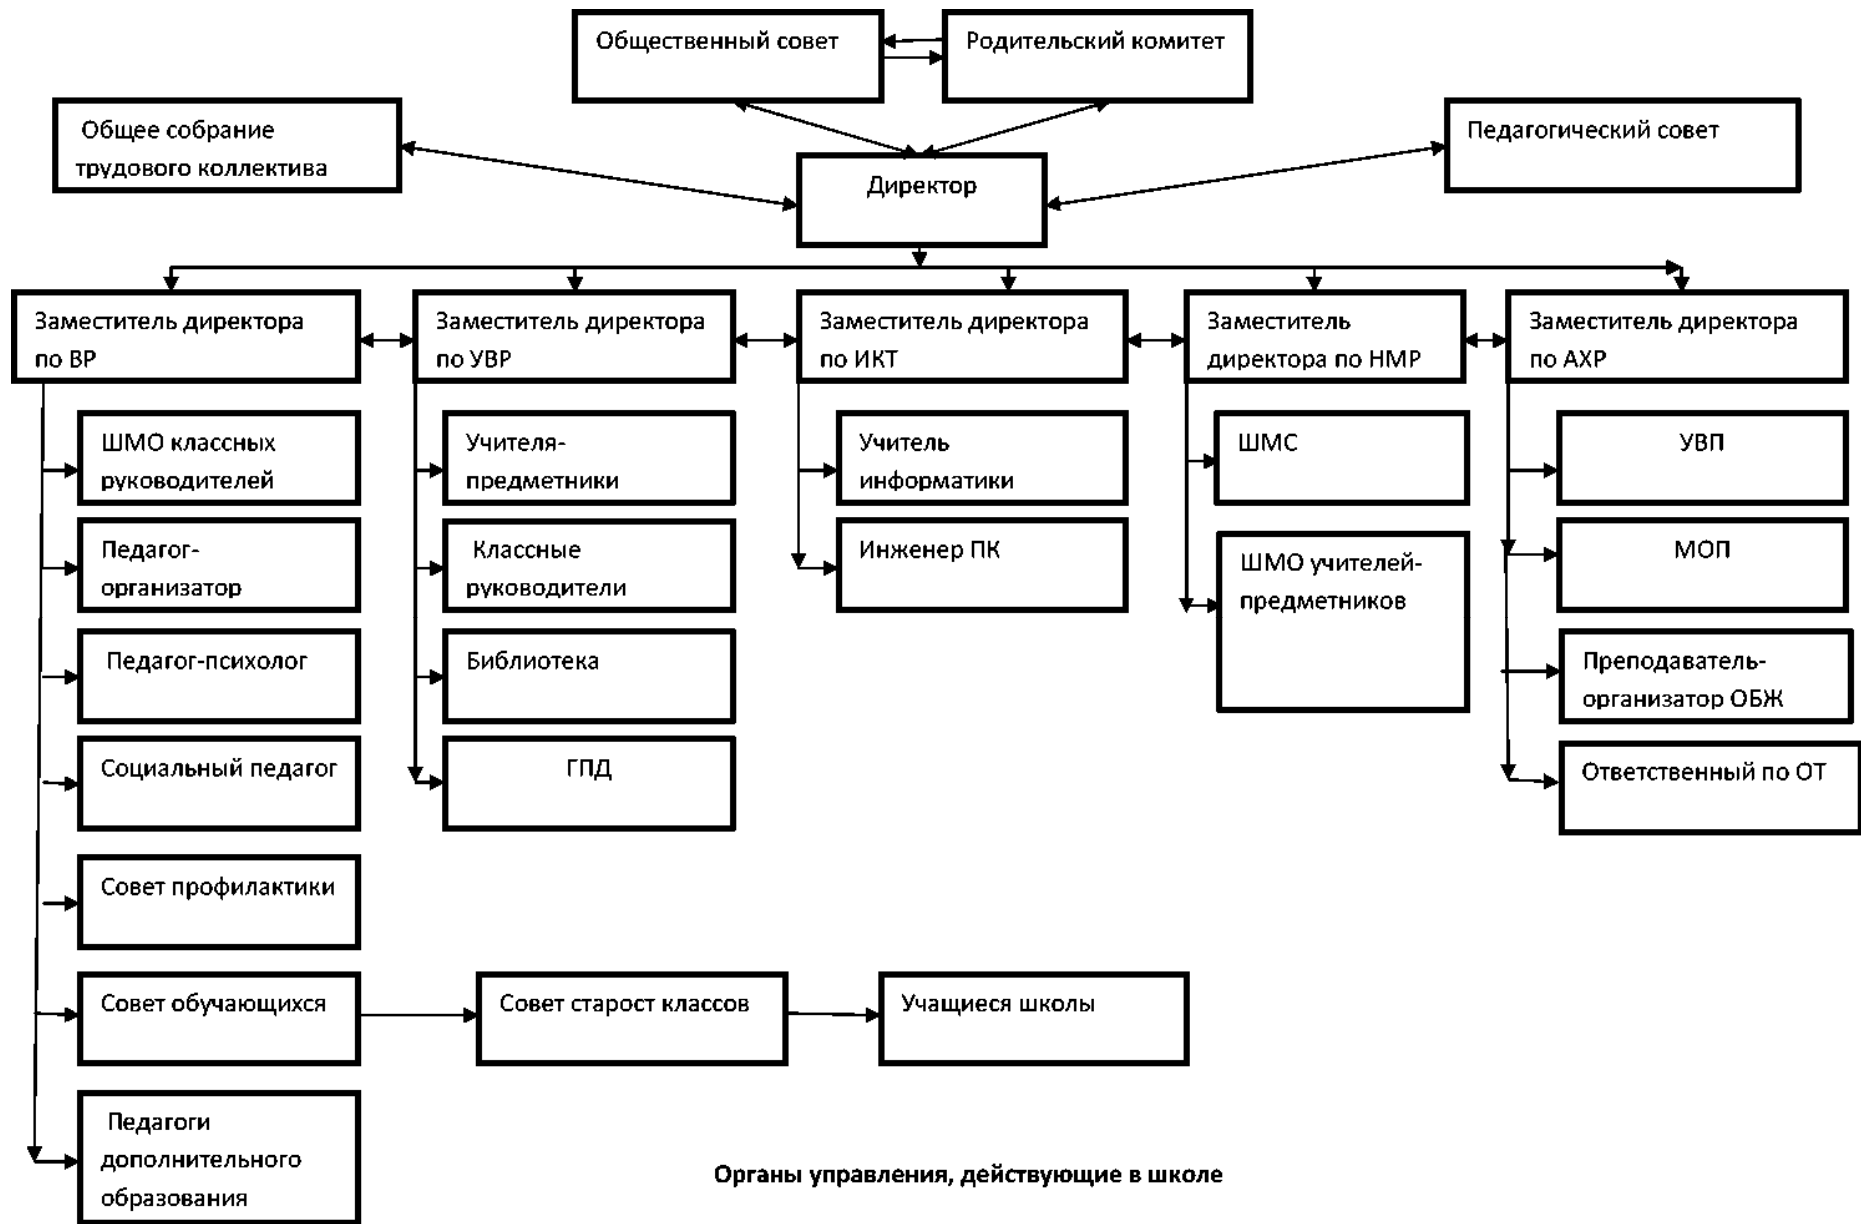 Общественный совет
Родительский комитет
Общее собрание
трудового коллектива
Педагогический совет
Директор
Заместитель директора
по ВР
Заместитель директора
по УВР
Заместитель директора
по ИКТ
Заместитель
директора по НМР
Заместитель директора
по АХР
ШМО классных
руководителей
Педагог-
организатор
Педагог-психолог
Социальный педагог
Совет профилактики
Совет обучающихся
Совет старост классов
Учащиеся школы
Педагоги
дополнительного
образования
Учителя-
предметники
Классные
руководители
Библиотека
ГПД
Учитель
информатики
Инженер ПК
ШМС
ШМО учителей-
предметников
УВП
МОП
Преподаватель-
организатор ОБЖ
Ответственный по ОТ
Органы управления, действующие в школе